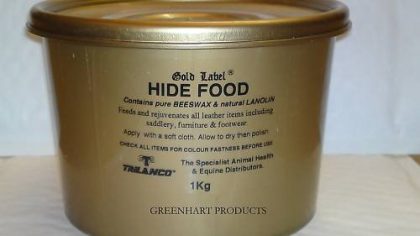 Gold Label®
HIDE FOOD
Contains pure BEESWAX & natural LANOLIN
Feeds and rejuvenates all leather items including
saddlery, furniture & footwear
Apply with a soft cloth. Allow to dry then polish
CHECK ALL ITEMS FOR COLOUR FASTNESS BEFORE USE
TRILANCO®
The Specialist Animal Health
& Equine Distributors.
1Kg
GREENHART PRODUCTS